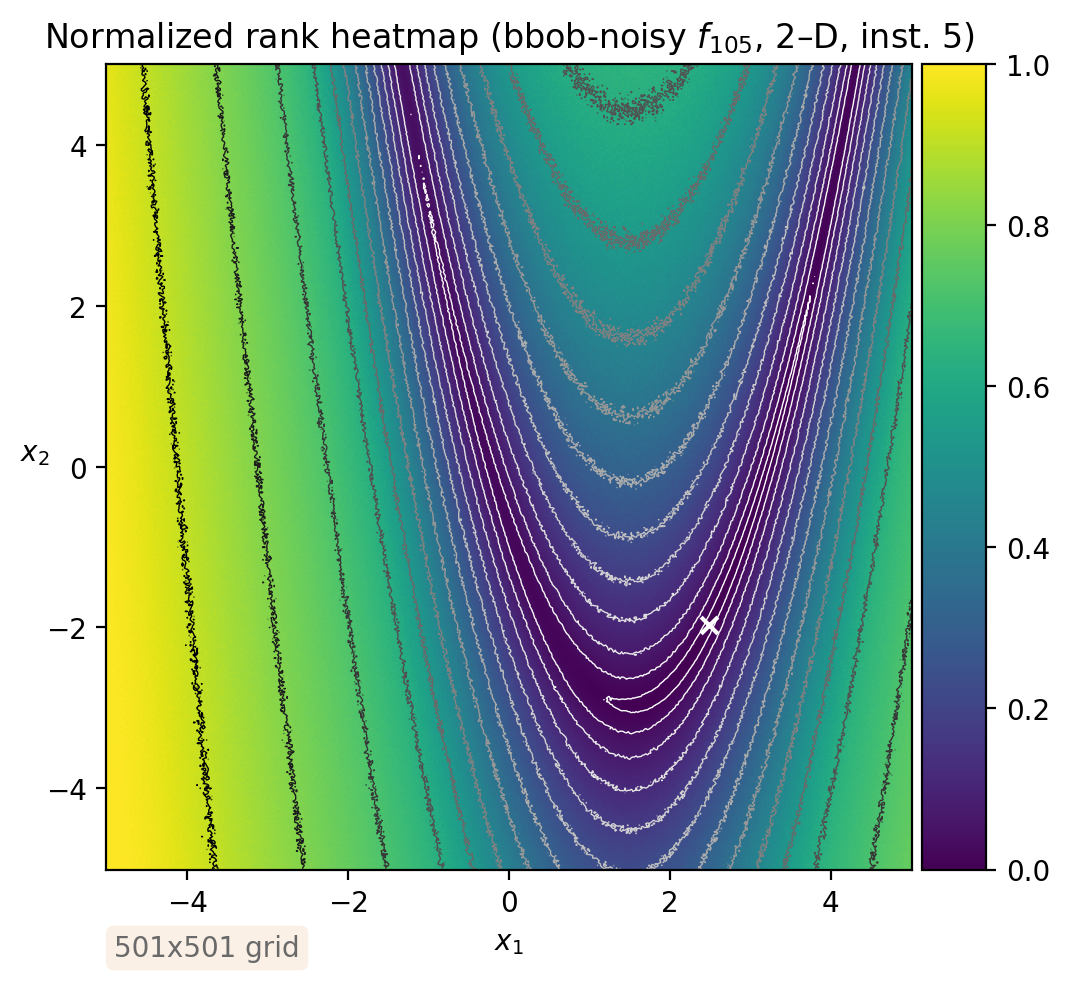 Normalized rank heatmap (bbob-noisy f₁₀₅, 2–D, inst. 5)
1.0
0.8
0.6
0.4
0.2
0.0
x₂
4
2
0
−2
−4
−4 −2 0 2 4
x₁
501x501 grid